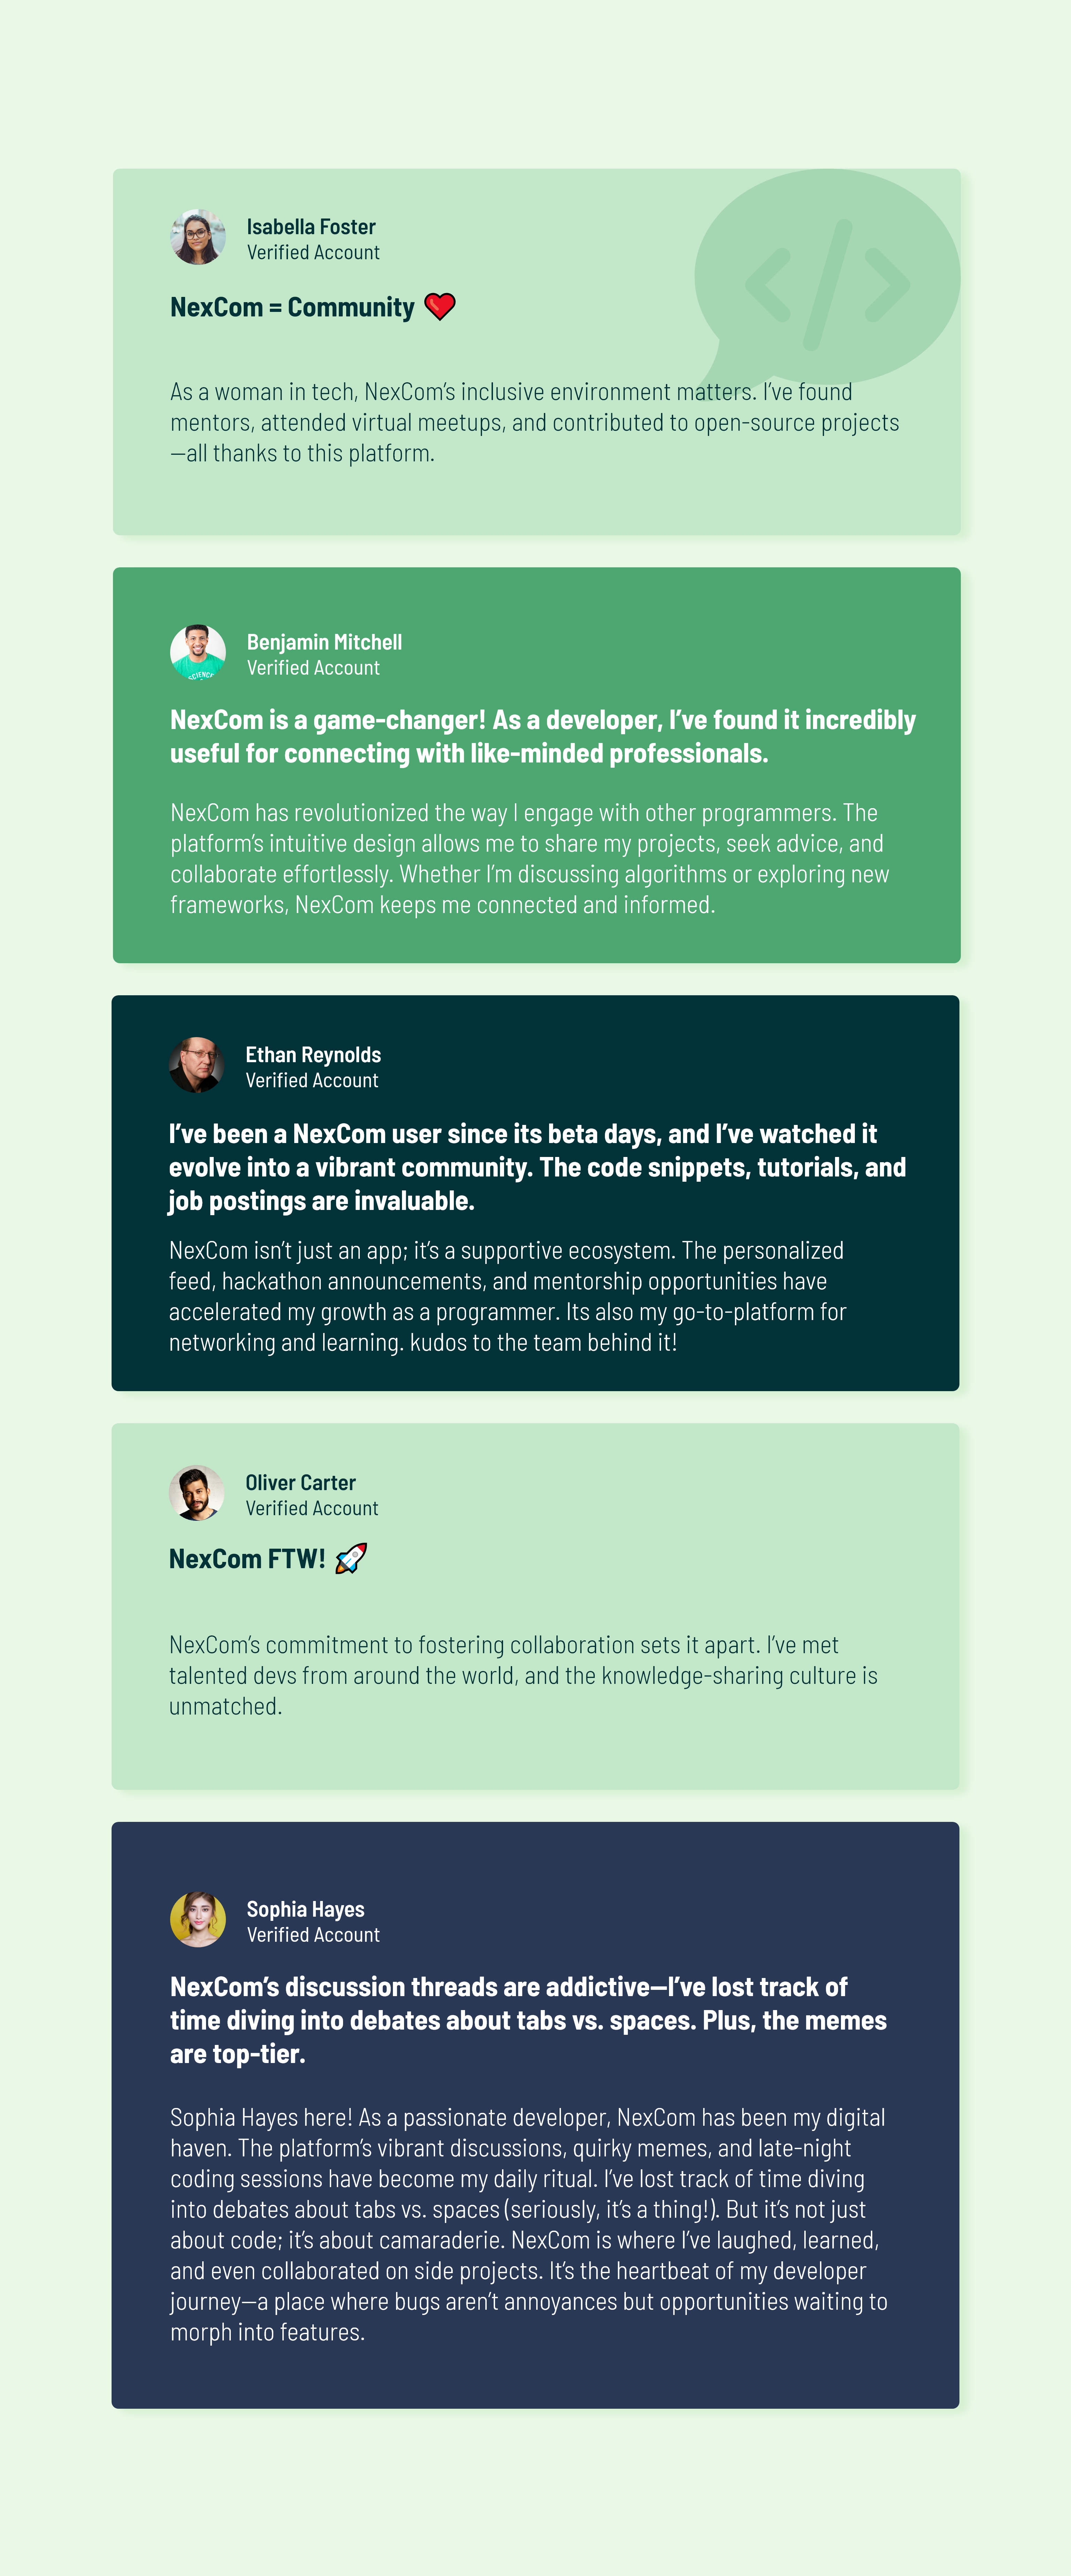 Isabella Foster
Verified Account
NexCom = Community ❤️
As a woman in tech, NexCom’s inclusive environment matters. I’ve found
mentors, attended virtual meetups, and contributed to open-source projects
—all thanks to this platform.
</>
Benjamin Mitchell
Verified Account
SCIENCE
NexCom is a game-changer! As a developer, I’ve found it incredibly
useful for connecting with like-minded professionals.
NexCom has revolutionized the way I engage with other programmers. The
platform’s intuitive design allows me to share my projects, seek advice, and
collaborate effortlessly. Whether I’m discussing algorithms or exploring new
frameworks, NexCom keeps me connected and informed.
Ethan Reynolds
Verified Account
I’ve been a NexCom user since its beta days, and I’ve watched it
evolve into a vibrant community. The code snippets, tutorials, and
job postings are invaluable.
NexCom isn’t just an app; it’s a supportive ecosystem. The personalized
feed, hackathon announcements, and mentorship opportunities have
accelerated my growth as a programmer. Its also my go-to-platform for
networking and learning. kudos to the team behind it!
Oliver Carter
Verified Account
NexCom FTW! 🚀
NexCom’s commitment to fostering collaboration sets it apart. I’ve met
talented devs from around the world, and the knowledge-sharing culture is
unmatched.
Sophia Hayes
Verified Account
NexCom’s discussion threads are addictive—I’ve lost track of
time diving into debates about tabs vs. spaces. Plus, the memes
are top-tier.
Sophia Hayes here! As a passionate developer, NexCom has been my digital
haven. The platform’s vibrant discussions, quirky memes, and late-night
coding sessions have become my daily ritual. I’ve lost track of time diving
into debates about tabs vs. spaces (seriously, it’s a thing!). But it’s not just
about code; it’s about camaraderie. NexCom is where I’ve laughed, learned,
and even collaborated on side projects. It’s the heartbeat of my developer
journey—a place where bugs aren’t annoyances but opportunities waiting to
morph into features.